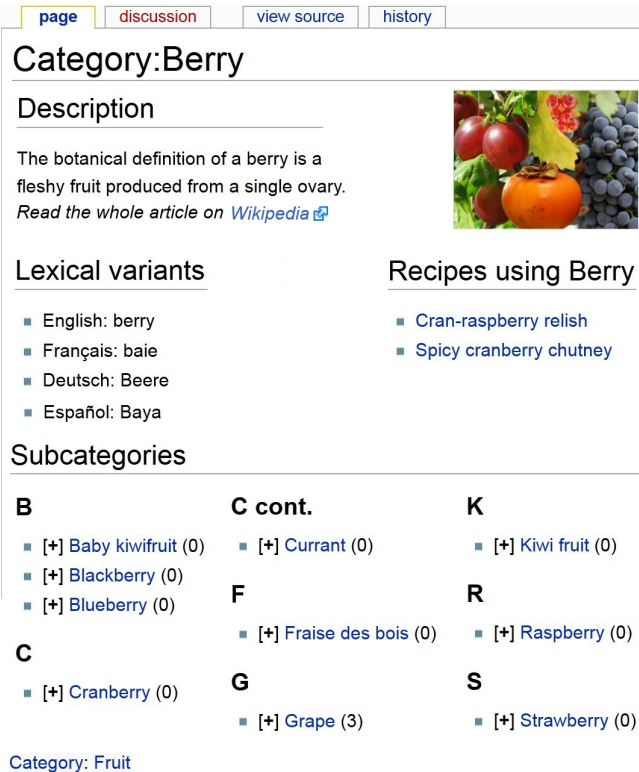 page discussion view source history
Category:Berry
Description
The botanical definition of a berry is a
fleshy fruit produced from a single ovary.
Read the whole article on Wikipedia
Lexical variants
English: berry
Français: baie
Deutsch: Beere
Español: Baya
Recipes using Berry
Cran-raspberry relish
Spicy cranberry chutney
Subcategories
B
[+] Baby kiwifruit (0)
[+] Blackberry (0)
[+] Blueberry (0)
C
[+] Cranberry (0)
C cont.
[+] Currant (0)
F
[+] Fraise des bois (0)
G
[+] Grape (3)
K
[+] Kiwi fruit (0)
R
[+] Raspberry (0)
S
[+] Strawberry (0)
Category: Fruit